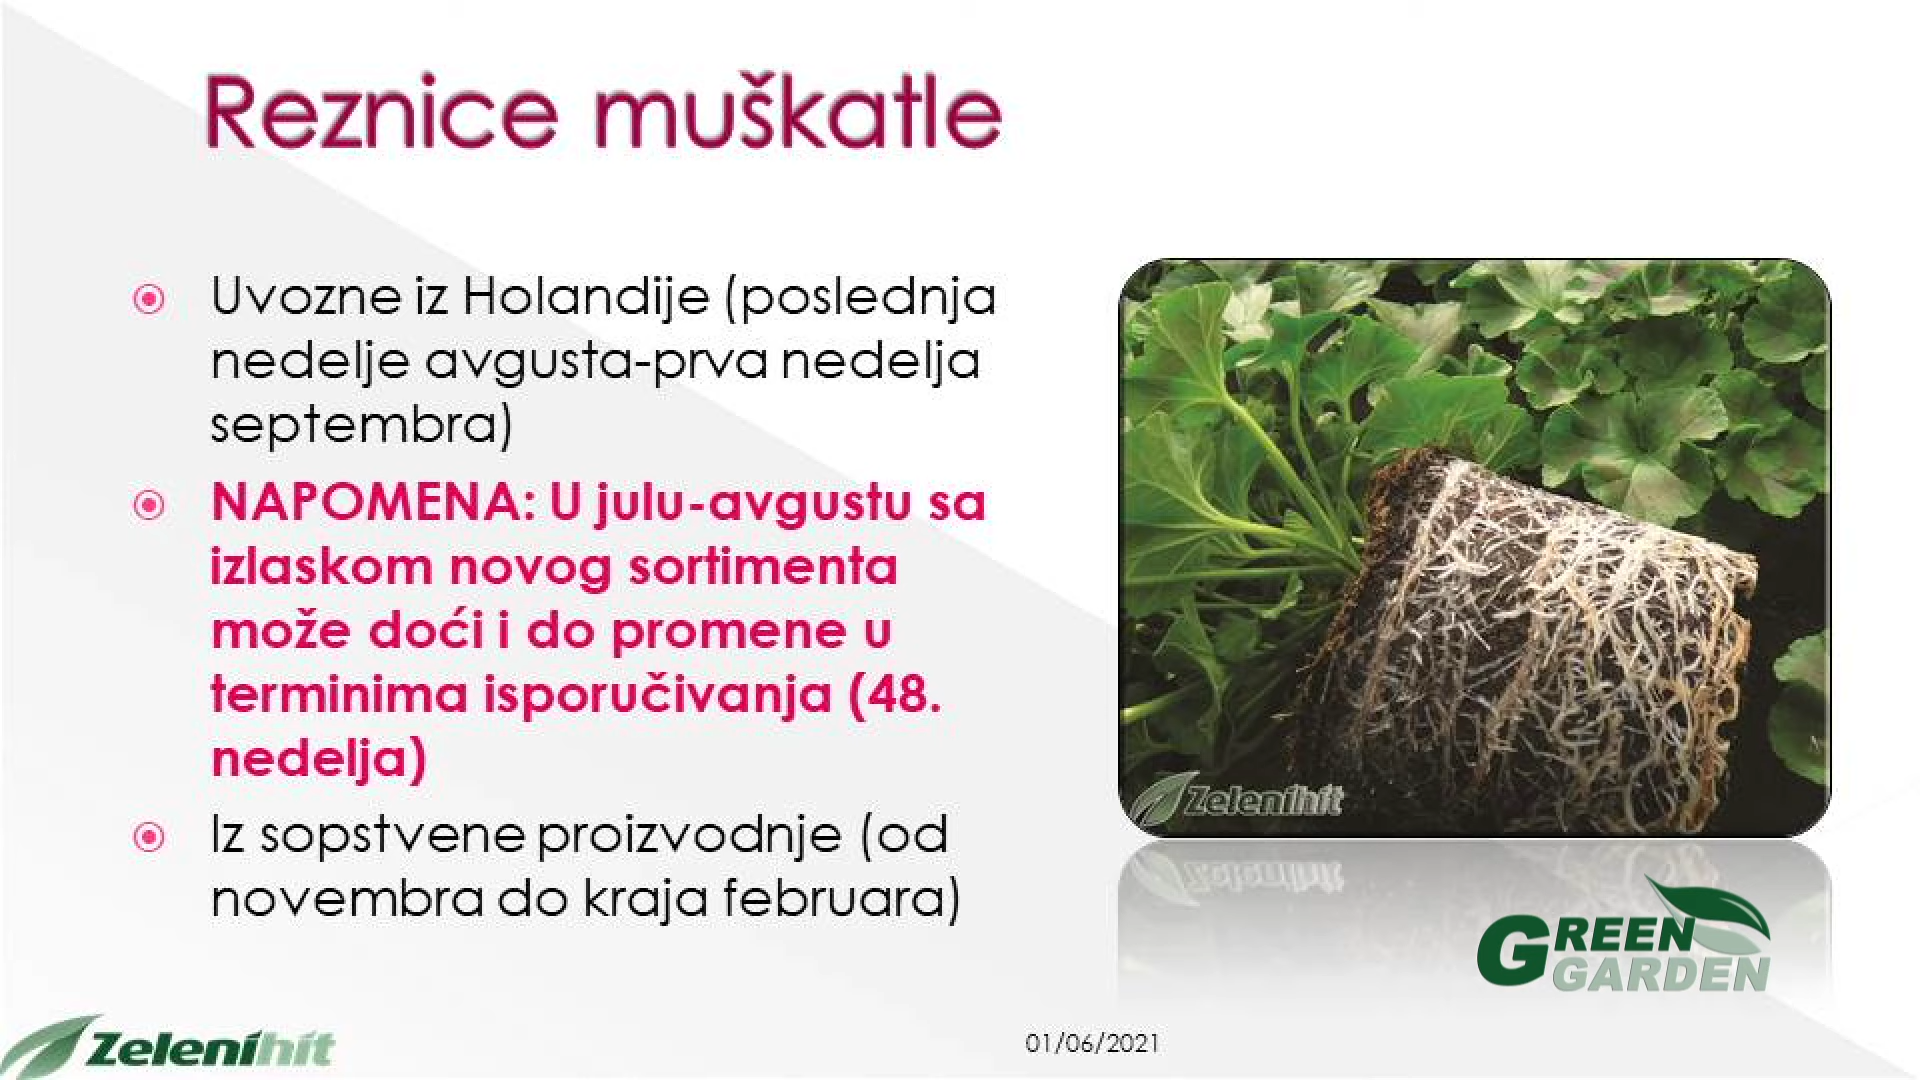 Reznice muškatle
Uvozne iz Holandije (poslednja
nedelje avgusta-prva nedelja
septembra)
NAPOMENA: U julu-avgustu sa
izlaskom novog sortimenta
može doći i do promene u
terminima isporučivanja (48.
nedelja)
Iz sopstvene proizvodnje (od
novembra do kraja februara)
Zelenihit
GREEN
GARDEN
Zelenihit
01/06/2021